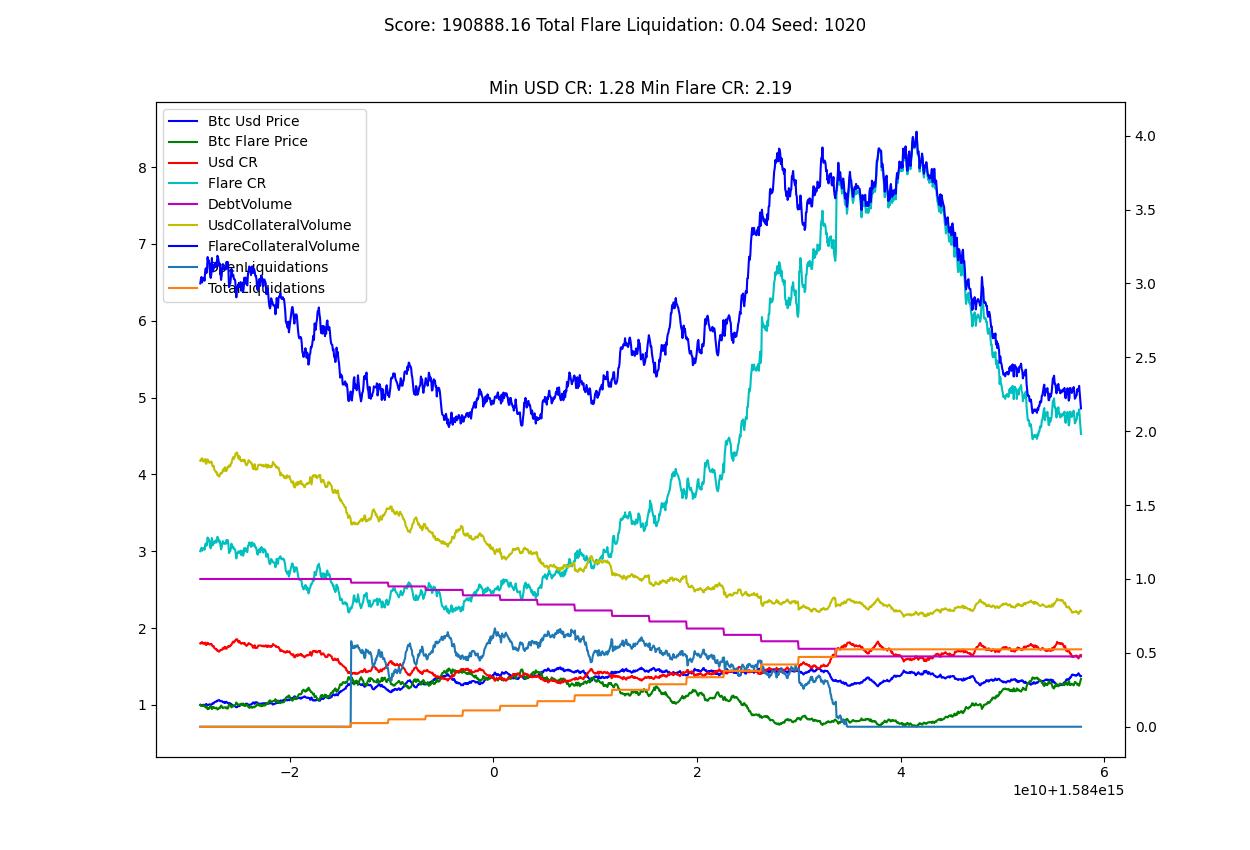 Score: 190888.16 Total Flare Liquidation: 0.04 Seed: 1020
Min USD CR: 1.28 Min Flare CR: 2.19
Btc Usd Price
Btc Flare Price
Usd CR
Flare CR
DebtVolume
UsdCollateralVolume
FlareCollateralVolume
OpenLiquidations
TotalLiquidations
8
7
6
5
4
3
2
1
4.0
3.5
3.0
2.5
2.0
1.5
1.0
0.5
0.0
−2
0
2
4
6
1e10+1.584e15